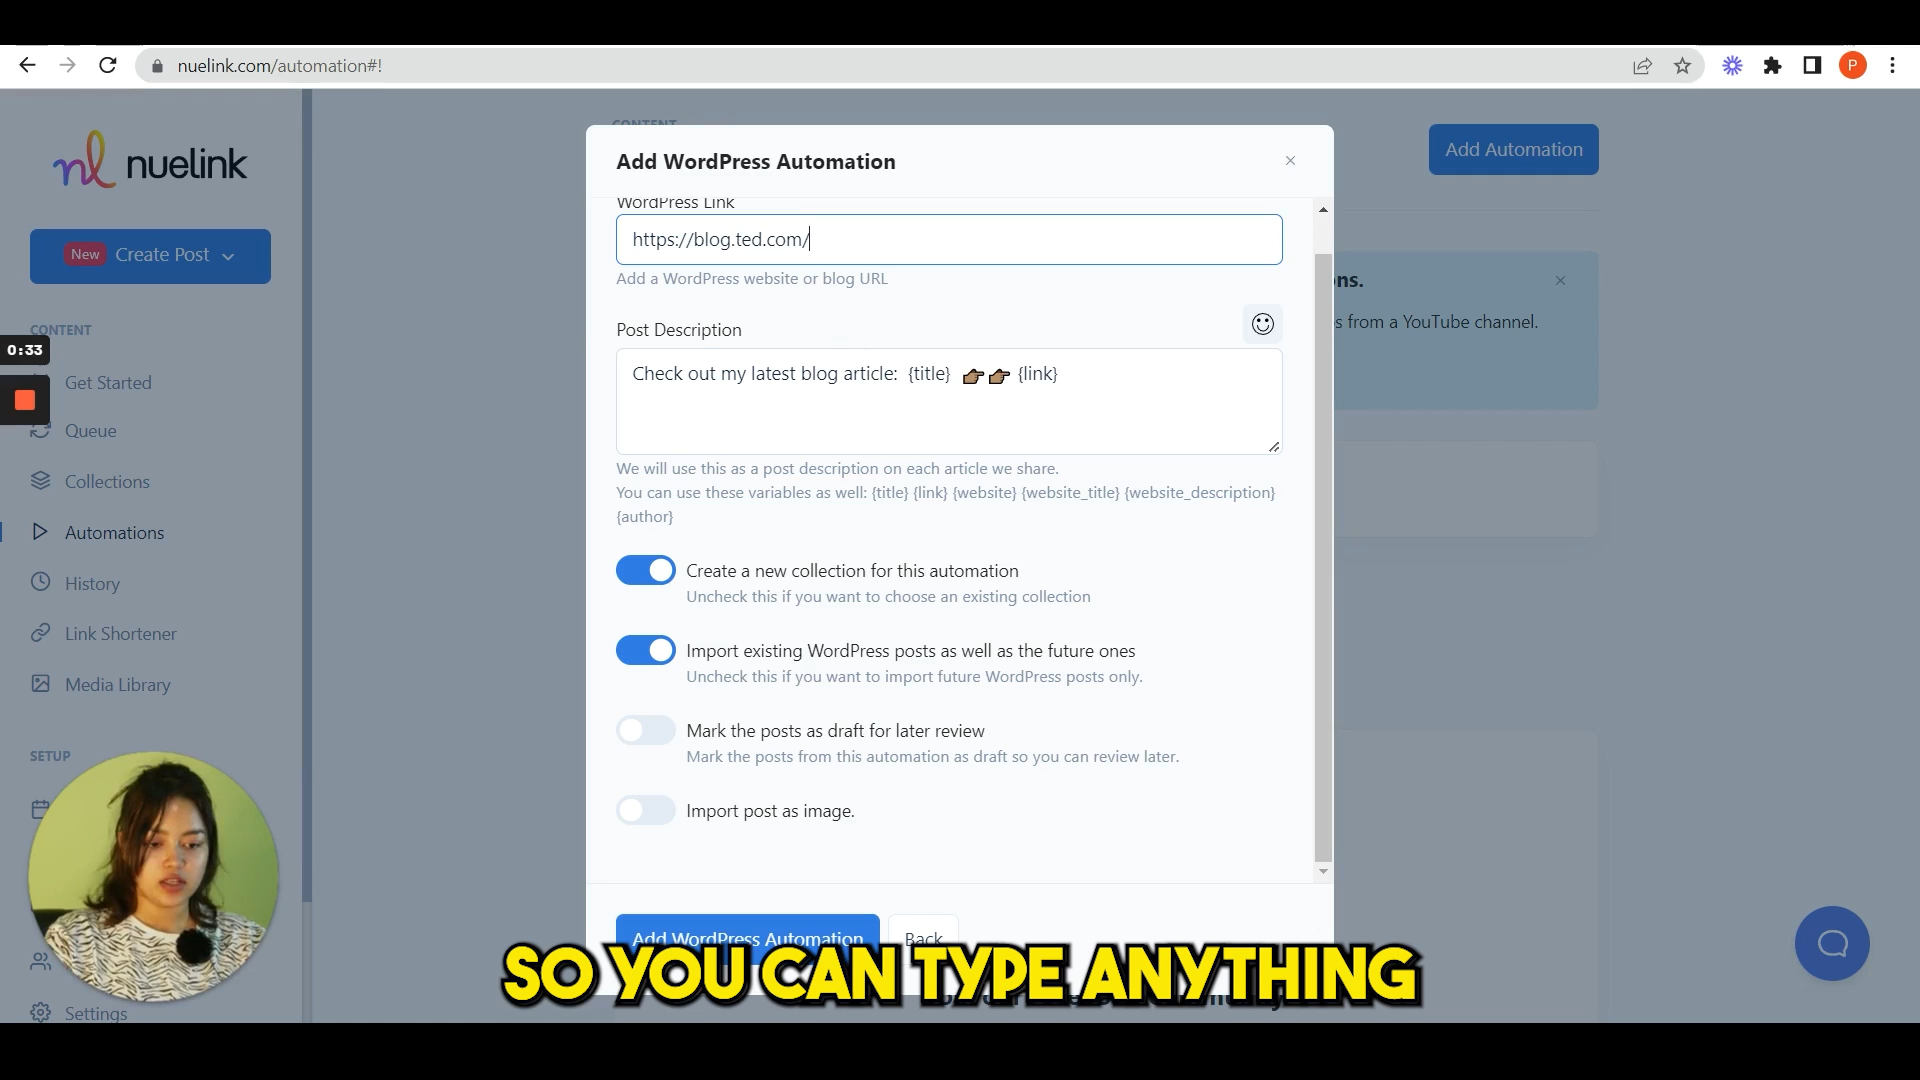 nuelink.com/automation#!
P
nuelink
New Create Post
CONTENT
0:33
Get Started
Queue
Collections
Automations
History
Link Shortener
Media Library
SETUP
Settings
CONTENT
Add Automation
ons.
s from a YouTube channel.
Add WordPress Automation
WordPress Link
https://blog.ted.com/
Add a WordPress website or blog URL
Post Description
Check out my latest blog article: {title} 👉🏽👉🏽 {link}
We will use this as a post description on each article we share.
You can use these variables as well: {title} {link} {website} {website_title} {website_description}
{author}
Create a new collection for this automation
Uncheck this if you want to choose an existing collection
Import existing WordPress posts as well as the future ones
Uncheck this if you want to import future WordPress posts only.
Mark the posts as draft for later review
Mark the posts from this automation as draft so you can review later.
Import post as image.
Add WordPress Automation
Back
SO YOU CAN TYPE ANYTHING